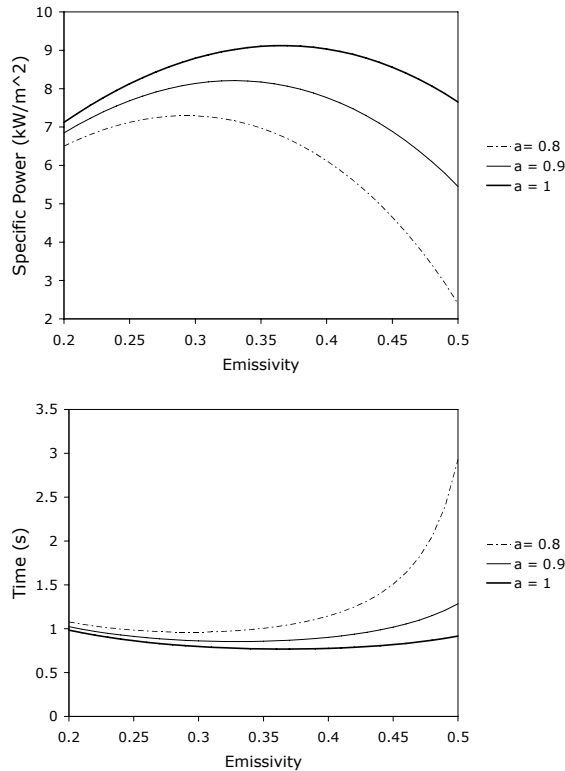 10
9
8
7
6
5
4
3
2
Specific Power (kW/m^2)
0.2 0.25 0.3 0.35 0.4 0.45 0.5
Emissivity
a= 0.8
a = 0.9
a = 1
3.5
3
2.5
2
1.5
1
0.5
0
Time (s)
0.2 0.25 0.3 0.35 0.4 0.45 0.5
Emissivity
a= 0.8
a = 0.9
a = 1